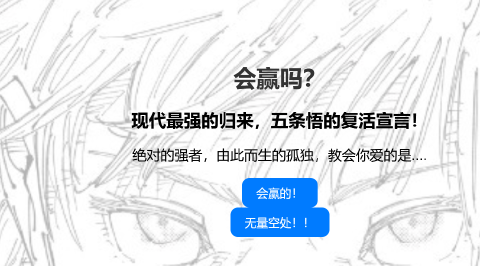 会赢吗?
现代最强的归来，五条悟的复活宣言！
绝对的强者，由此而生的孤独，教会你爱的是....
会赢的！
无量空处！！